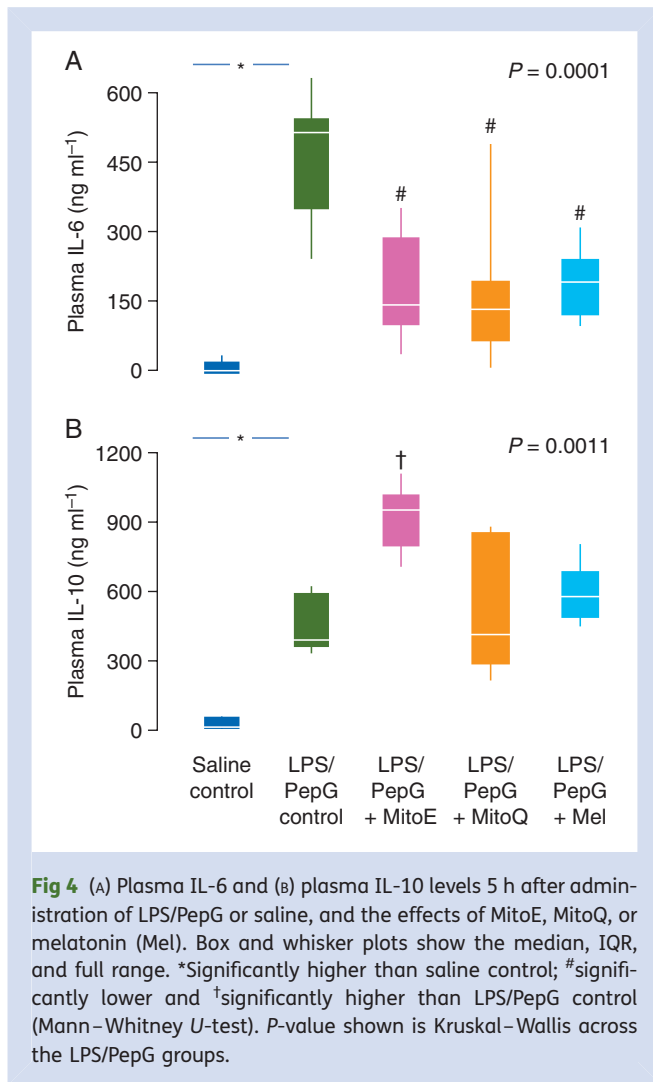 A
*
P = 0.0001
600
450
300
150
0
Plasma IL-6 (ng ml⁻¹)
#
#
#
B
*
P = 0.0011
1200
900
600
300
0
Plasma IL-10 (ng ml⁻¹)
†
Saline LPS/ LPS/ LPS/ LPS/
control PepG PepG PepG PepG
control + MitoE + MitoQ + Mel
Fig 4 (A) Plasma IL-6 and (B) plasma IL-10 levels 5 h after admin-
istration of LPS/PepG or saline, and the effects of MitoE, MitoQ, or
melatonin (Mel). Box and whisker plots show the median, IQR,
and full range. *Significantly higher than saline control; #signifi-
cantly lower and †significantly higher than LPS/PepG control
(Mann–Whitney U-test). P-value shown is Kruskal–Wallis across
the LPS/PepG groups.